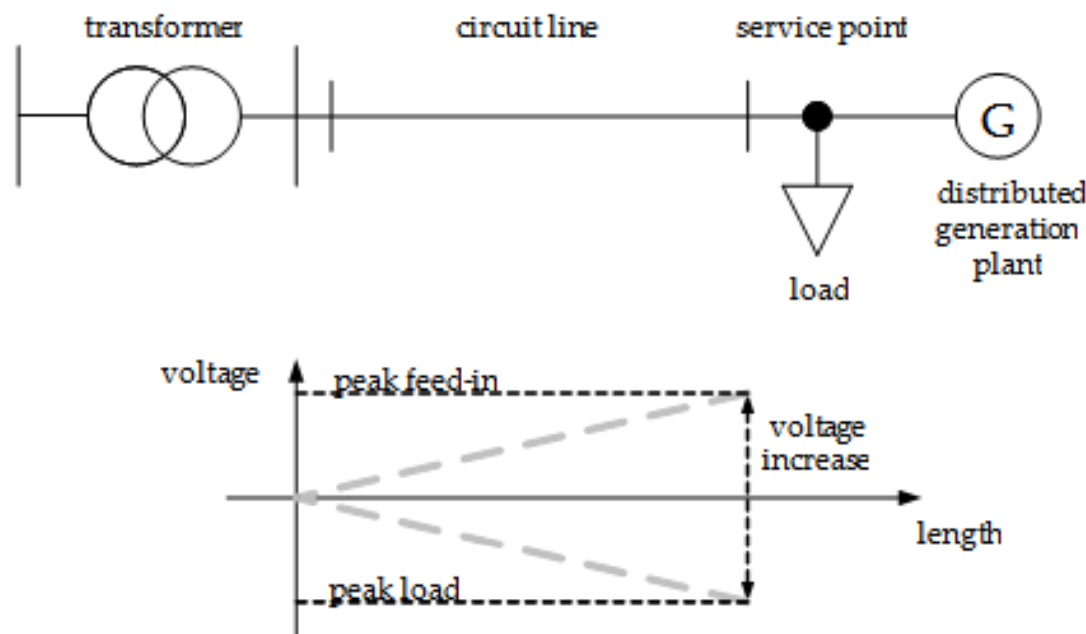 transformer
circuit line
service point
G
distributed
generation
plant
load
voltage
peak feed-in
voltage
increase
length
peak load